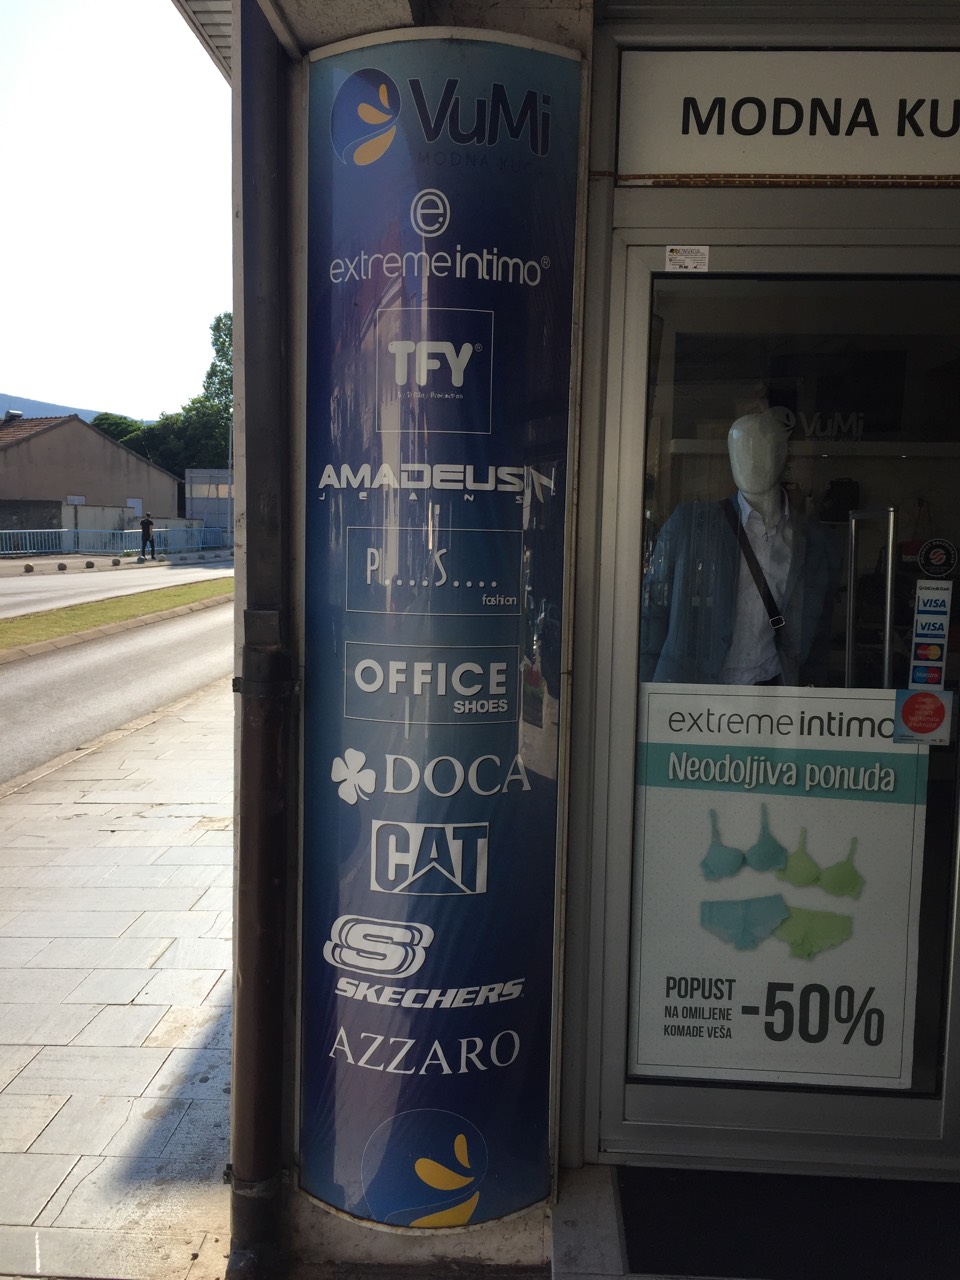 VuMi
MODNA KUĆA
extreme intimo®
TFY®
AMADEUS
JEANS
P....S....
fashion
OFFICE
SHOES
DOCA
CAT
SKECHERS
AZZARO
MODNA KU
VuMi
VISA
VISA
extreme intimo
Neodoljiva ponuda
POPUST
NA OMILJENE
KOMADE VEŠA
-50%